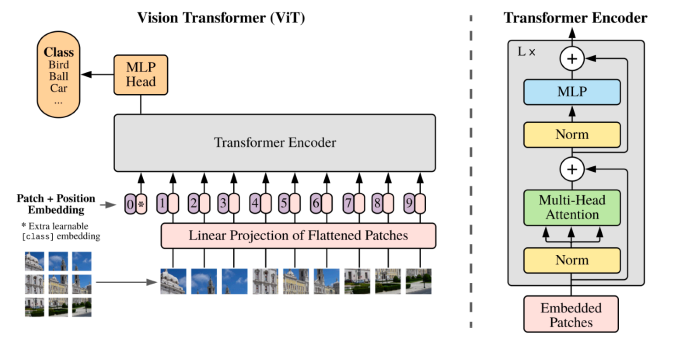 Vision Transformer (ViT)
Class
Bird
Ball
Car
...
MLP
Head
Transformer Encoder
Patch + Position
Embedding
0 * 1 2 3 4 5 6 7 8 9
* Extra learnable
[class] embedding
Linear Projection of Flattened Patches
Transformer Encoder
L x
+
MLP
Norm
+
Multi-Head
Attention
Norm
Embedded
Patches